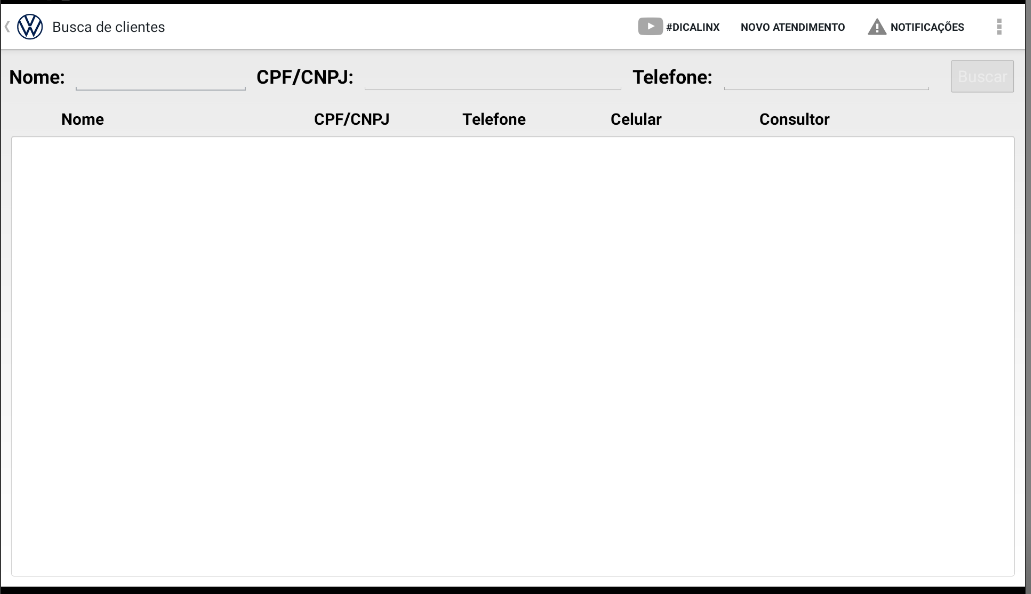 Busca de clientes #DICALINX NOVO ATENDIMENTO NOTIFICAÇÕES
Nome: CPF/CNPJ: Telefone: Buscar
Nome CPF/CNPJ Telefone Celular Consultor